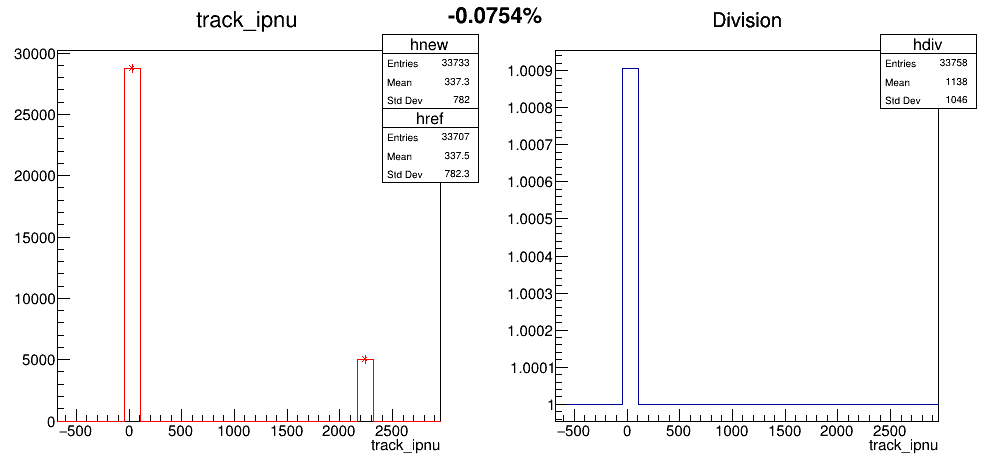 track_ipnu
-0.0754%
Division
hnew
Entries 33733
Mean 337.3
Std Dev 782
href
Entries 33707
Mean 337.5
Std Dev 782.3
30000
25000
20000
15000
10000
5000
0
−500 0 500 1000 1500 2000 2500
track_ipnu
hdiv
Entries 33758
Mean 1138
Std Dev 1046
1.0009
1.0008
1.0007
1.0006
1.0005
1.0004
1.0003
1.0002
1.0001
1
−500 0 500 1000 1500 2000 2500
track_ipnu